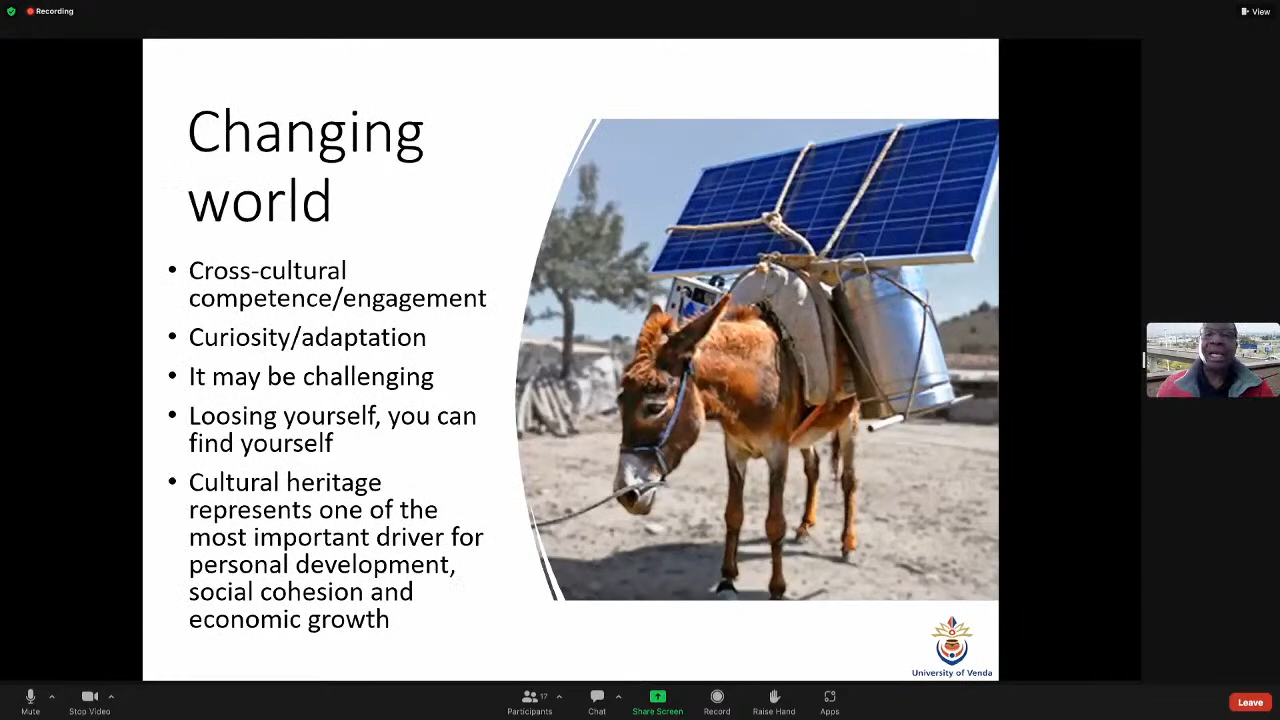 Recording
View
Changing
world
• Cross-cultural
competence/engagement
• Curiosity/adaptation
• It may be challenging
• Loosing yourself, you can
find yourself
• Cultural heritage
represents one of the
most important driver for
personal development,
social cohesion and
economic growth
University of Venda
Mute
Stop Video
Participants 17
Chat
Share Screen
Record
Raise Hand
Apps
Leave